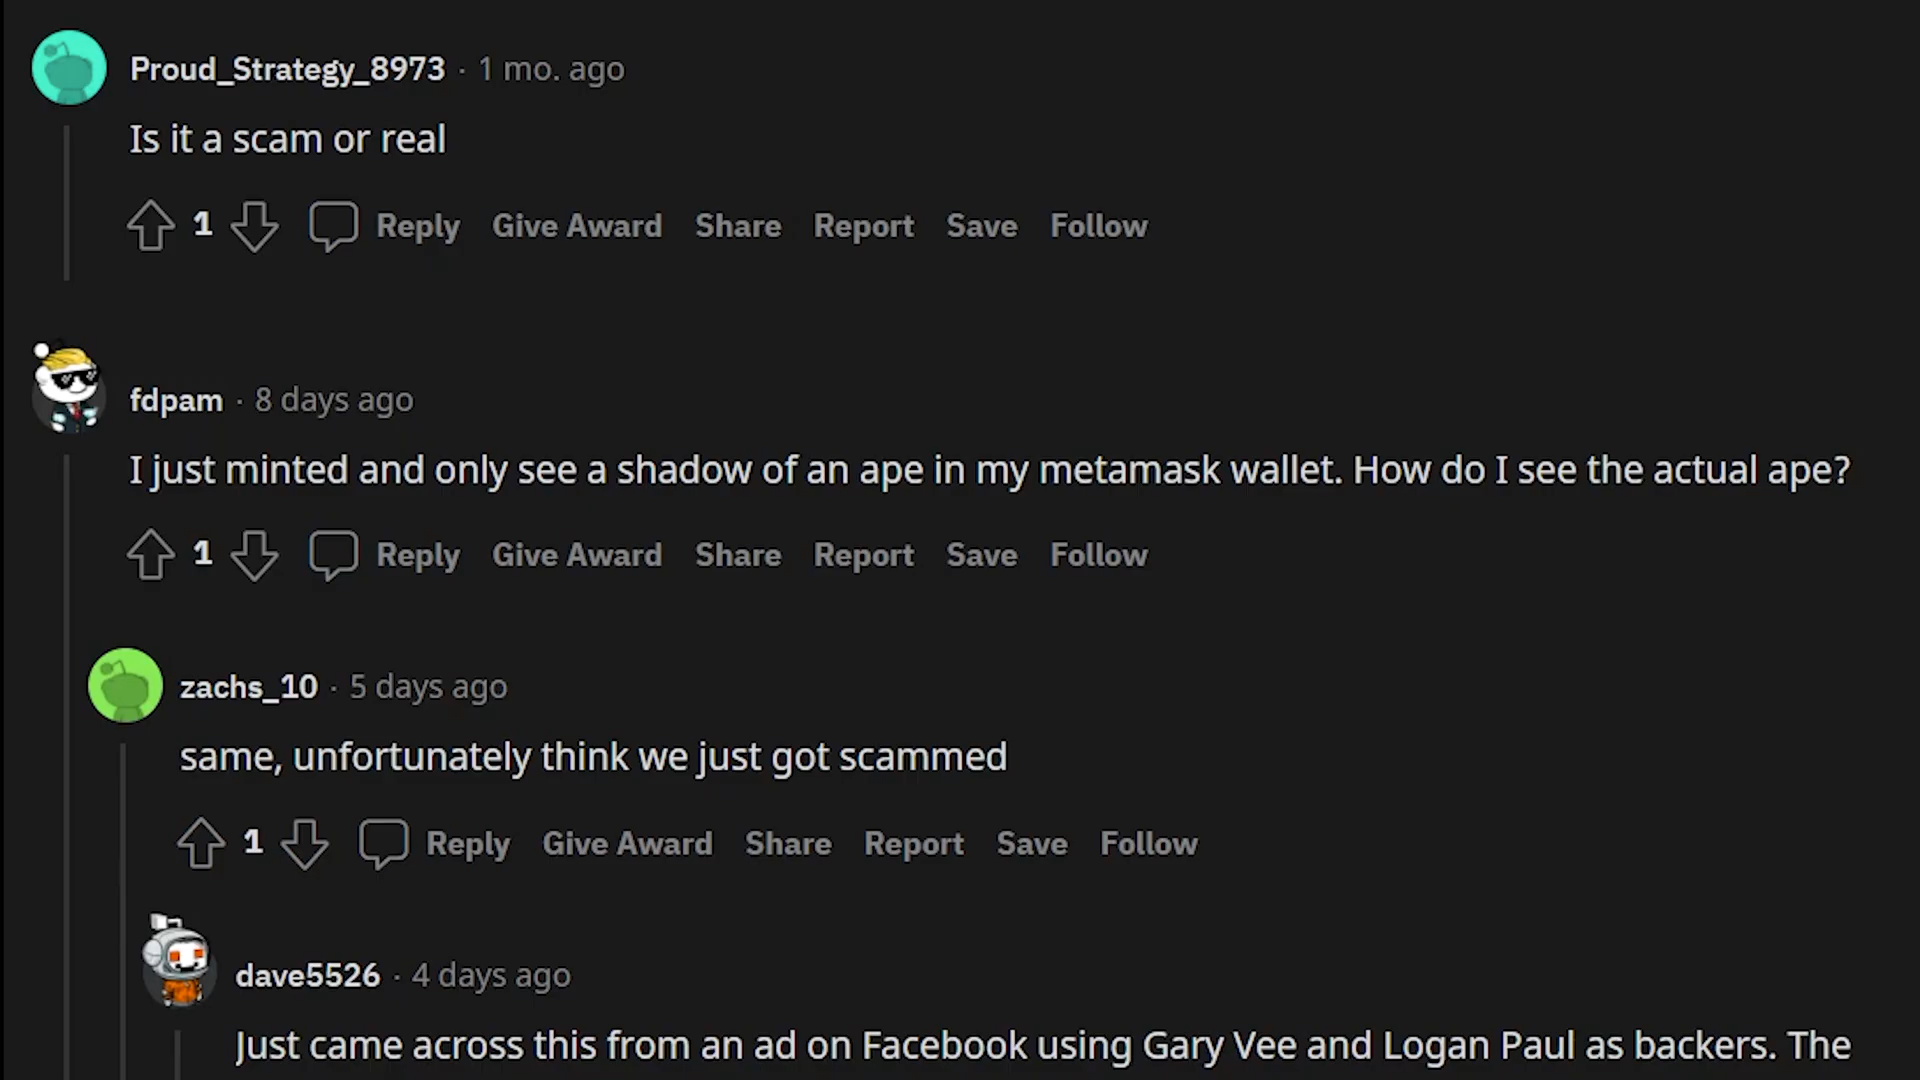 Proud_Strategy_8973 · 1 mo. ago
Is it a scam or real
1 Reply Give Award Share Report Save Follow
fdpam · 8 days ago
I just minted and only see a shadow of an ape in my metamask wallet. How do I see the actual ape?
1 Reply Give Award Share Report Save Follow
zachs_10 · 5 days ago
same, unfortunately think we just got scammed
1 Reply Give Award Share Report Save Follow
dave5526 · 4 days ago
Just came across this from an ad on Facebook using Gary Vee and Logan Paul as backers. The